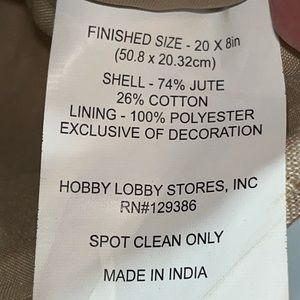 FINISHED SIZE - 20 X 8in
(50.8 x 20.32cm)
SHELL - 74% JUTE
26% COTTON
LINING - 100% POLYESTER
EXCLUSIVE OF DECORATION
HOBBY LOBBY STORES, INC
RN#129386
SPOT CLEAN ONLY
MADE IN INDIA